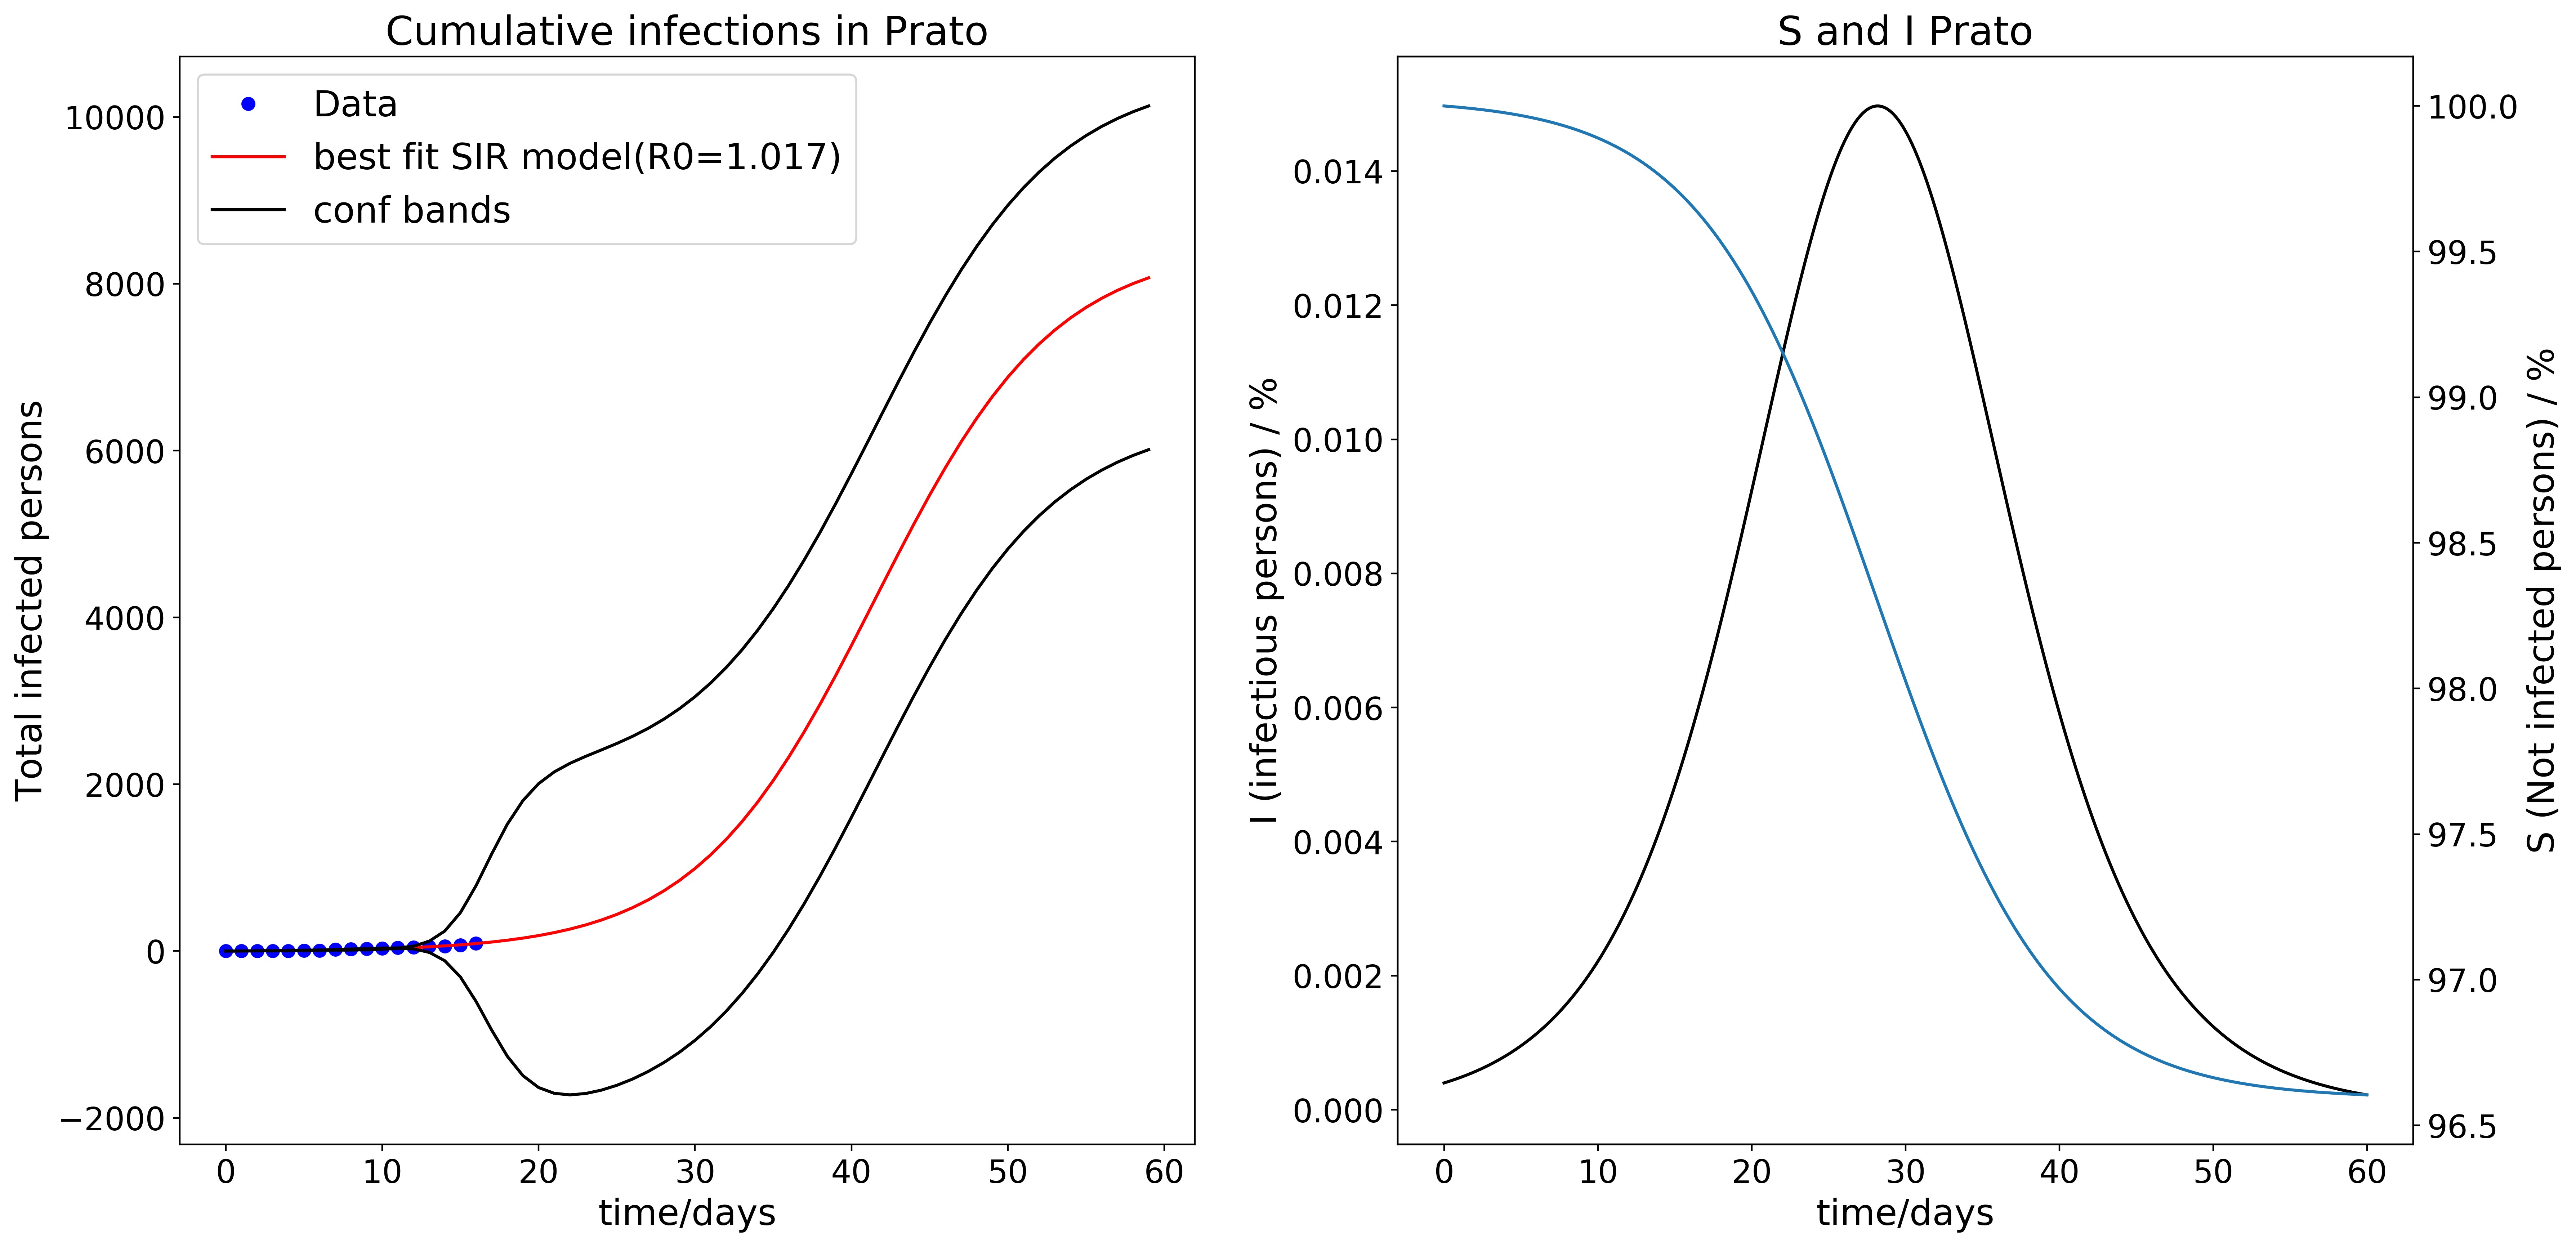 Cumulative infections in Prato
Data
best fit SIR model(R0=1.017)
conf bands
10000
8000
6000
4000
2000
0
−2000
Total infected persons
0 10 20 30 40 50 60
time/days
S and I Prato
0.014
0.012
0.010
0.008
0.006
0.004
0.002
0.000
I (infectious persons) / %
100.0
99.5
99.0
98.5
98.0
97.5
97.0
96.5
S (Not infected persons) / %
0 10 20 30 40 50 60
time/days